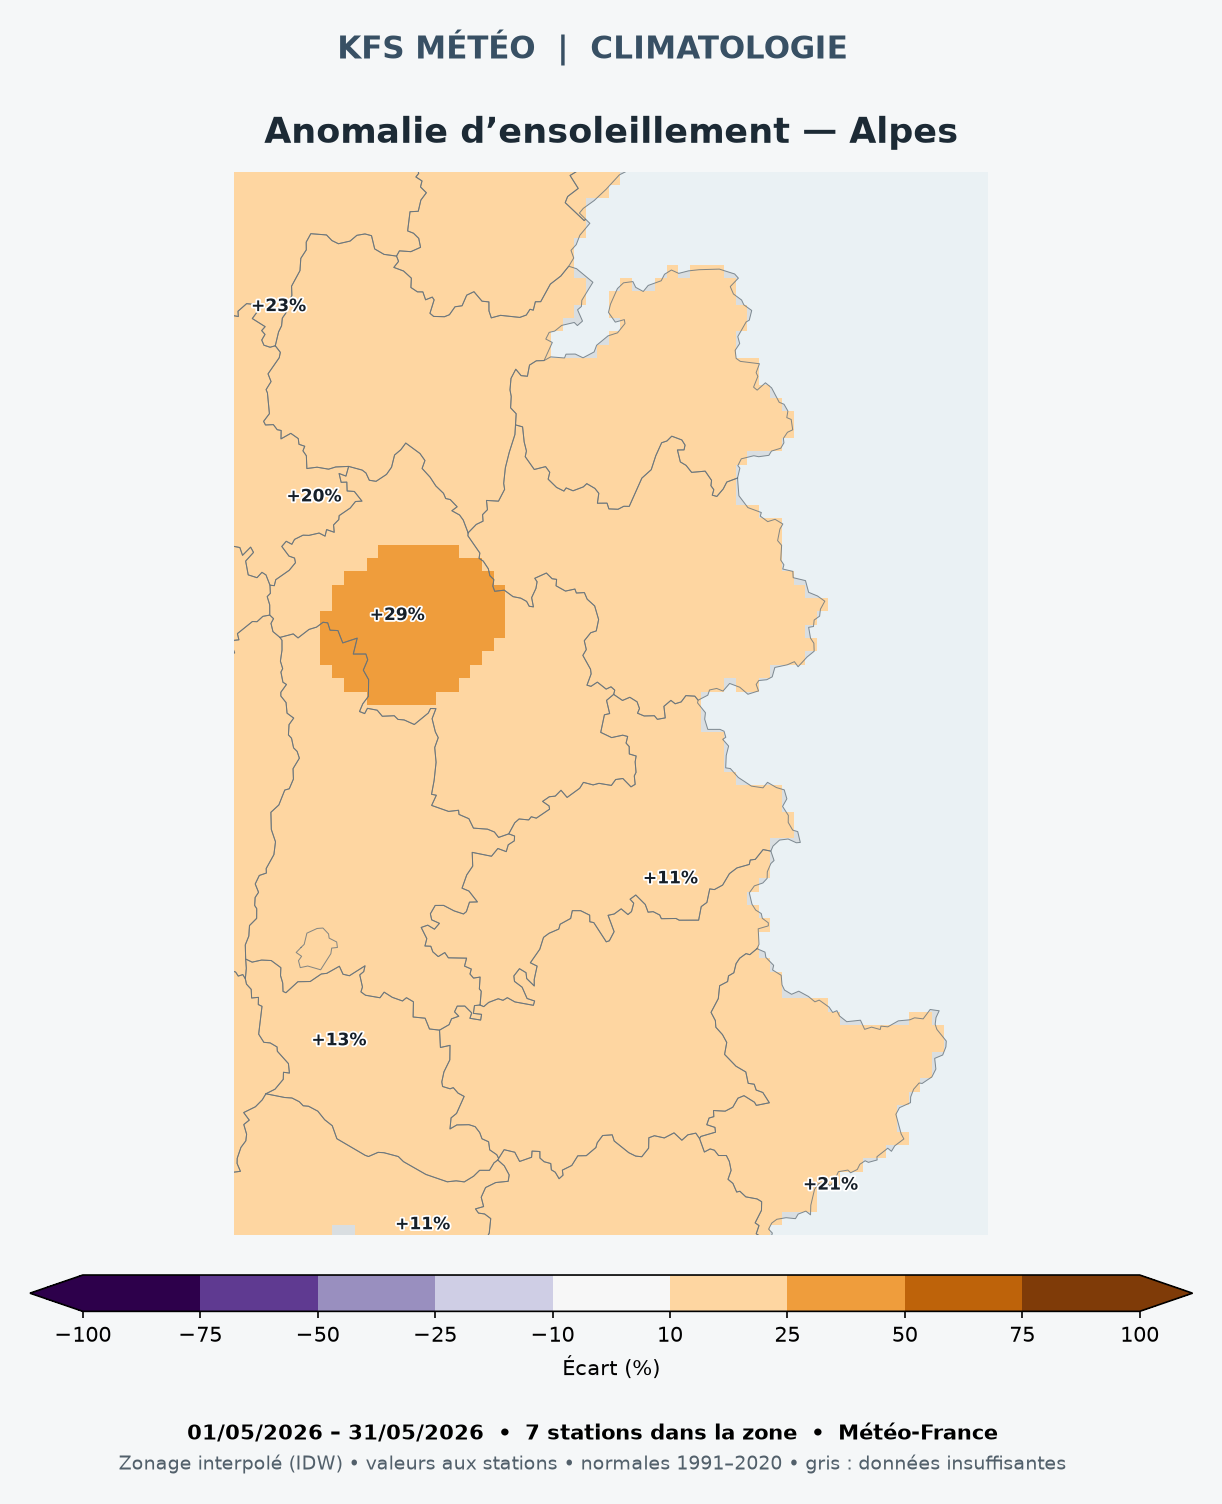 KFS MÉTÉO | CLIMATOLOGIE
Anomalie d’ensoleillement — Alpes
+23%
+20%
+29%
+11%
+13%
+21%
+11%
−100 −75 −50 −25 −10 10 25 50 75 100
Écart (%)
01/05/2026 – 31/05/2026 • 7 stations dans la zone • Météo-France
Zonage interpolé (IDW) • valeurs aux stations • normales 1991–2020 • gris : données insuffisantes